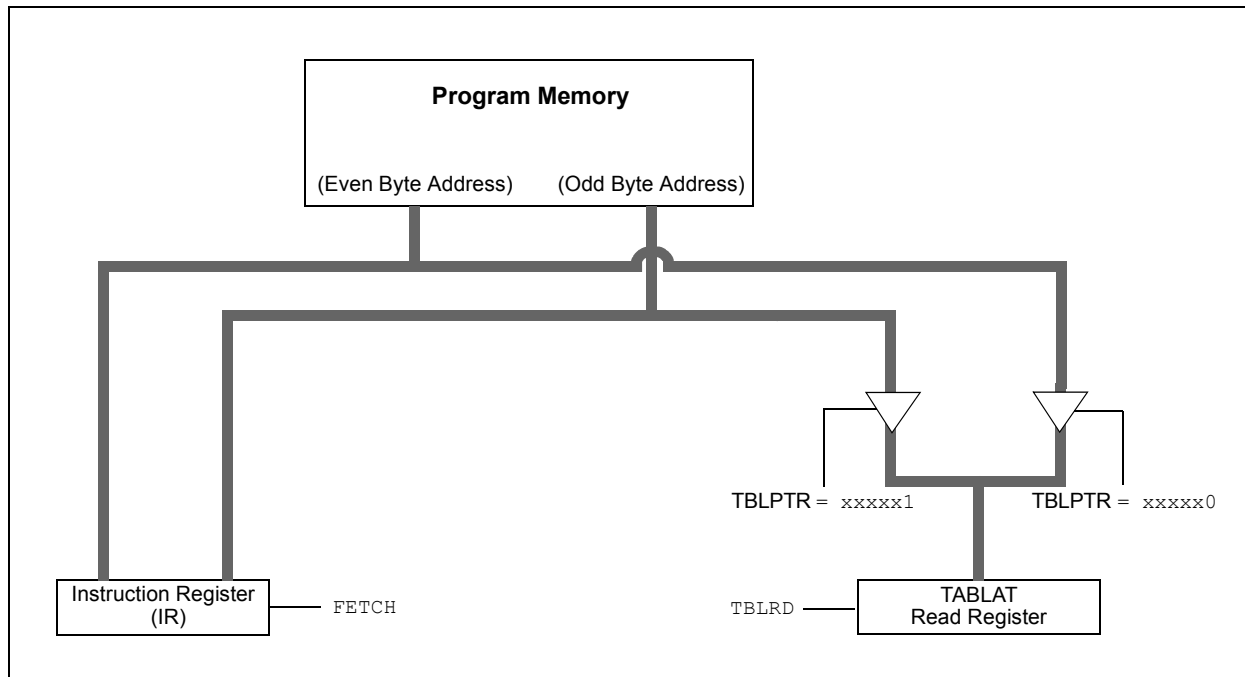 Program Memory
(Even Byte Address) (Odd Byte Address)
TBLPTR = xxxxx1 TBLPTR = xxxxx0
Instruction Register
(IR)
FETCH
TBLRD
TABLAT
Read Register